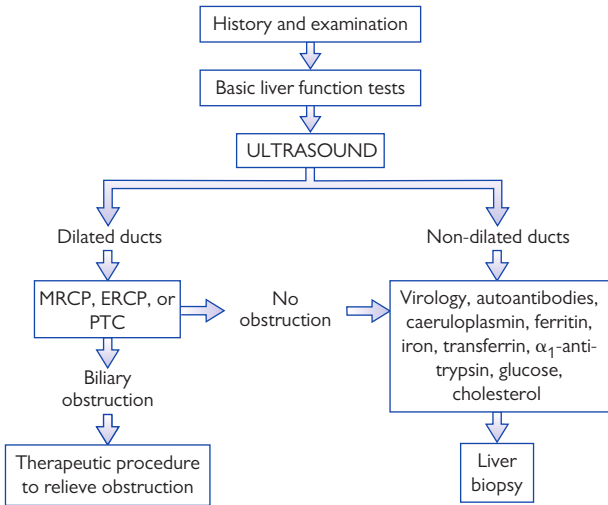 History and examination
Basic liver function tests
ULTRASOUND
Dilated ducts
Non-dilated ducts
MRCP, ERCP, or
PTC
No
obstruction
Virology, autoantibodies,
caeruloplasmin, ferritin,
iron, transferrin, α₁-anti-
trypsin, glucose,
cholesterol
Biliary
obstruction
Therapeutic procedure
to relieve obstruction
Liver
biopsy